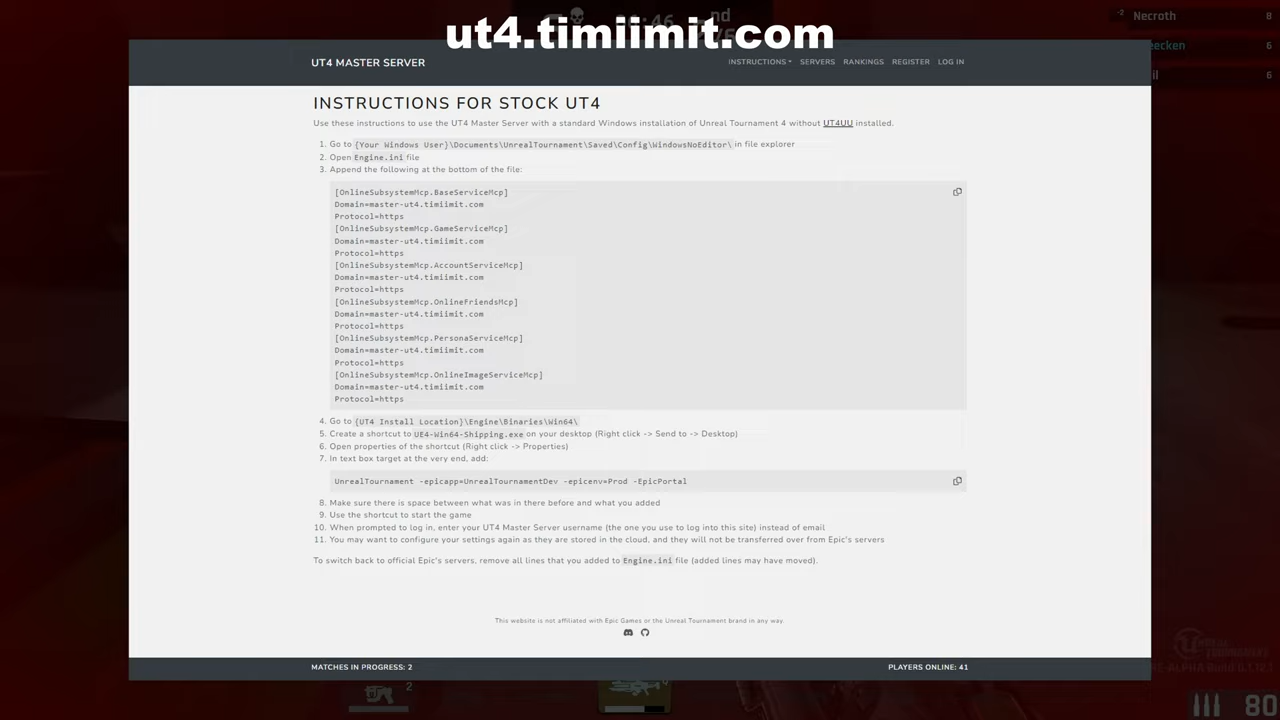 ut4.timiimit.com
:46
nd
-2 Necroth 8
eecken 6
il 6
UT4 MASTER SERVER
INSTRUCTIONS SERVERS RANKINGS REGISTER LOG IN
INSTRUCTIONS FOR STOCK UT4
Use these instructions to use the UT4 Master Server with a standard Windows installation of Unreal Tournament 4 without UT4UU installed.
1. Go to {Your Windows User}\Documents\UnrealTournament\Saved\Config\WindowsNoEditor\ in file explorer
2. Open Engine.ini file
3. Append the following at the bottom of the file:
[OnlineSubsystemMcp.BaseServiceMcp]
Domain=master-ut4.timiimit.com
Protocol=https
[OnlineSubsystemMcp.GameServiceMcp]
Domain=master-ut4.timiimit.com
Protocol=https
[OnlineSubsystemMcp.AccountServiceMcp]
Domain=master-ut4.timiimit.com
Protocol=https
[OnlineSubsystemMcp.OnlineFriendsMcp]
Domain=master-ut4.timiimit.com
Protocol=https
[OnlineSubsystemMcp.PersonaServiceMcp]
Domain=master-ut4.timiimit.com
Protocol=https
[OnlineSubsystemMcp.OnlineImageServiceMcp]
Domain=master-ut4.timiimit.com
Protocol=https
4. Go to {UT4 Install Location}\Engine\Binaries\Win64\
5. Create a shortcut to UE4-Win64-Shipping.exe on your desktop (Right click -> Send to -> Desktop)
6. Open properties of the shortcut (Right click -> Properties)
7. In text box target at the very end, add:
UnrealTournament -epicapp=UnrealTournamentDev -epicenv=Prod -EpicPortal
8. Make sure there is space between what was in there before and what you added
9. Use the shortcut to start the game
10. When prompted to log in, enter your UT4 Master Server username (the one you use to log into this site) instead of email
11. You may want to configure your settings again as they are stored in the cloud, and they will not be transferred over from Epic's servers
To switch back to official Epic's servers, remove all lines that you added to Engine.ini file (added lines may have moved).
This website is not affiliated with Epic Games or the Unreal Tournament brand in any way.
MATCHES IN PROGRESS: 2 PLAYERS ONLINE: 41
2
80